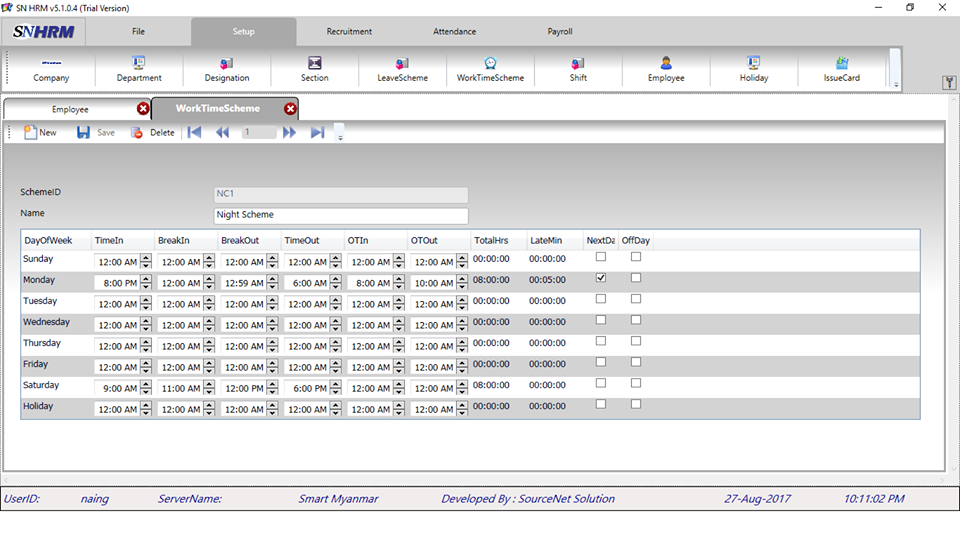 SN HRM v5.1.0.4 (Trial Version)
SNHRM File Setup Recruitment Attendance Payroll
Company Department Designation Section LeaveScheme WorkTimeScheme Shift Employee Holiday IssueCard
Employee WorkTimeScheme
New Save Delete 1
SchemeID NC1
Name Night Scheme
DayOfWeek TimeIn BreakIn BreakOut TimeOut OTIn OTOut TotalHrs LateMin NextDa OffDay
Sunday 12:00 AM 12:00 AM 12:00 AM 12:00 AM 12:00 AM 12:00 AM 00:00:00 00:00:00
Monday 8:00 PM 12:00 AM 12:59 AM 6:00 AM 8:00 AM 10:00 AM 08:00:00 00:05:00
Tuesday 12:00 AM 12:00 AM 12:00 AM 12:00 AM 12:00 AM 12:00 AM 00:00:00 00:00:00
Wednesday 12:00 AM 12:00 AM 12:00 AM 12:00 AM 12:00 AM 12:00 AM 00:00:00 00:00:00
Thursday 12:00 AM 12:00 AM 12:00 AM 12:00 AM 12:00 AM 12:00 AM 00:00:00 00:00:00
Friday 12:00 AM 12:00 AM 12:00 AM 12:00 AM 12:00 AM 12:00 AM 00:00:00 00:00:00
Saturday 9:00 AM 11:00 AM 12:00 PM 6:00 PM 12:00 AM 12:00 AM 08:00:00 00:00:00
Holiday 12:00 AM 12:00 AM 12:00 AM 12:00 AM 12:00 AM 12:00 AM 00:00:00 00:00:00
UserID: naing ServerName: Smart Myanmar Developed By : SourceNet Solution 27-Aug-2017 10:11:02 PM